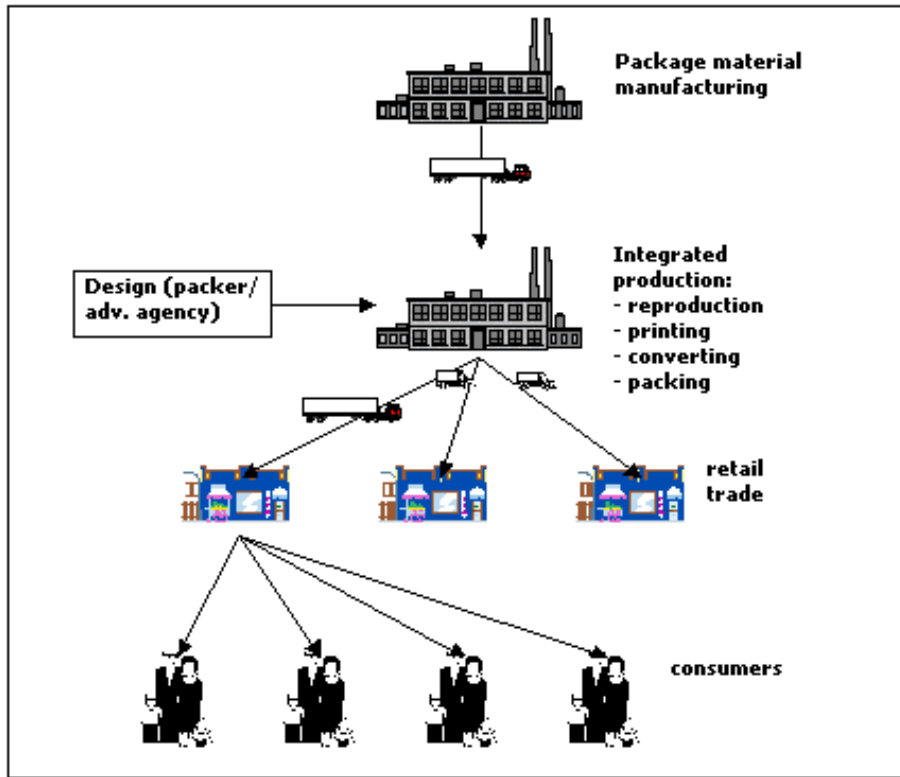 Package material
manufacturing
Design (packer/
adv. agency)
Integrated
production:
- reproduction
- printing
- converting
- packing
retail
trade
consumers